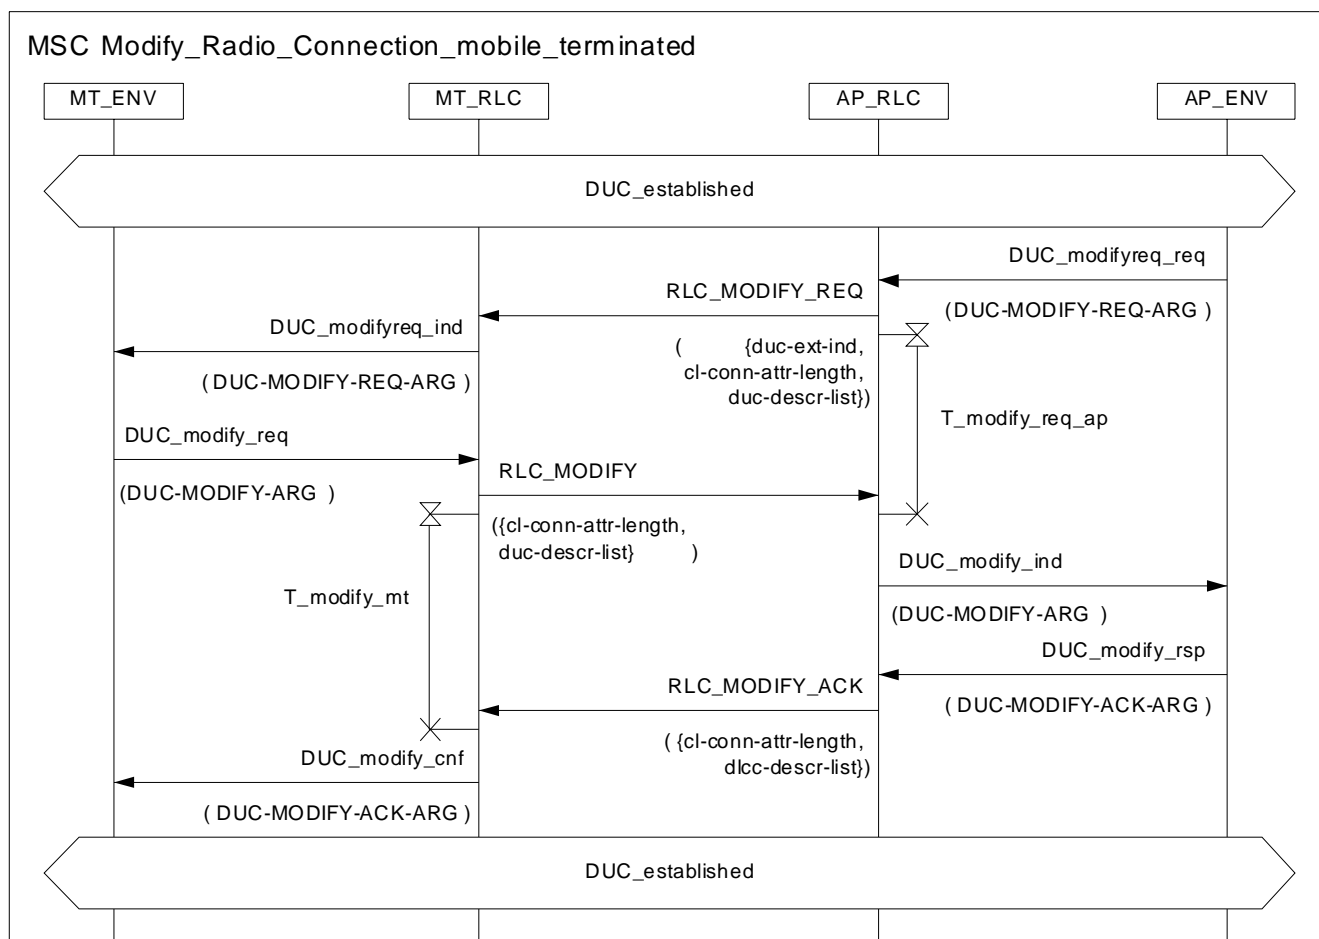 MSC Modify_Radio_Connection_mobile_terminated
MT_ENV
MT_RLC
AP_RLC
AP_ENV
DUC_established
DUC_modifyreq_req
(DUC-MODIFY-REQ-ARG )
RLC_MODIFY_REQ
( {duc-ext-ind,
cl-conn-attr-length,
duc-descr-list})
DUC_modifyreq_ind
( DUC-MODIFY-REQ-ARG )
T_modify_req_ap
DUC_modify_req
(DUC-MODIFY-ARG )
RLC_MODIFY
({cl-conn-attr-length,
duc-descr-list} )
T_modify_mt
DUC_modify_ind
(DUC-MODIFY-ARG )
DUC_modify_rsp
( DUC-MODIFY-ACK-ARG )
RLC_MODIFY_ACK
( {cl-conn-attr-length,
dlcc-descr-list})
DUC_modify_cnf
( DUC-MODIFY-ACK-ARG )
DUC_established